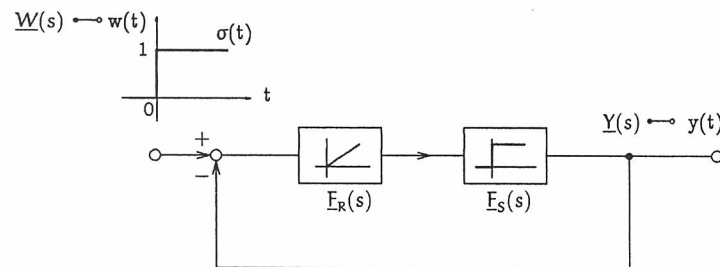 W(s) w(t)
σ(t)
1
0
t
+
−
Y(s) y(t)
F_R(s)
F_S(s)